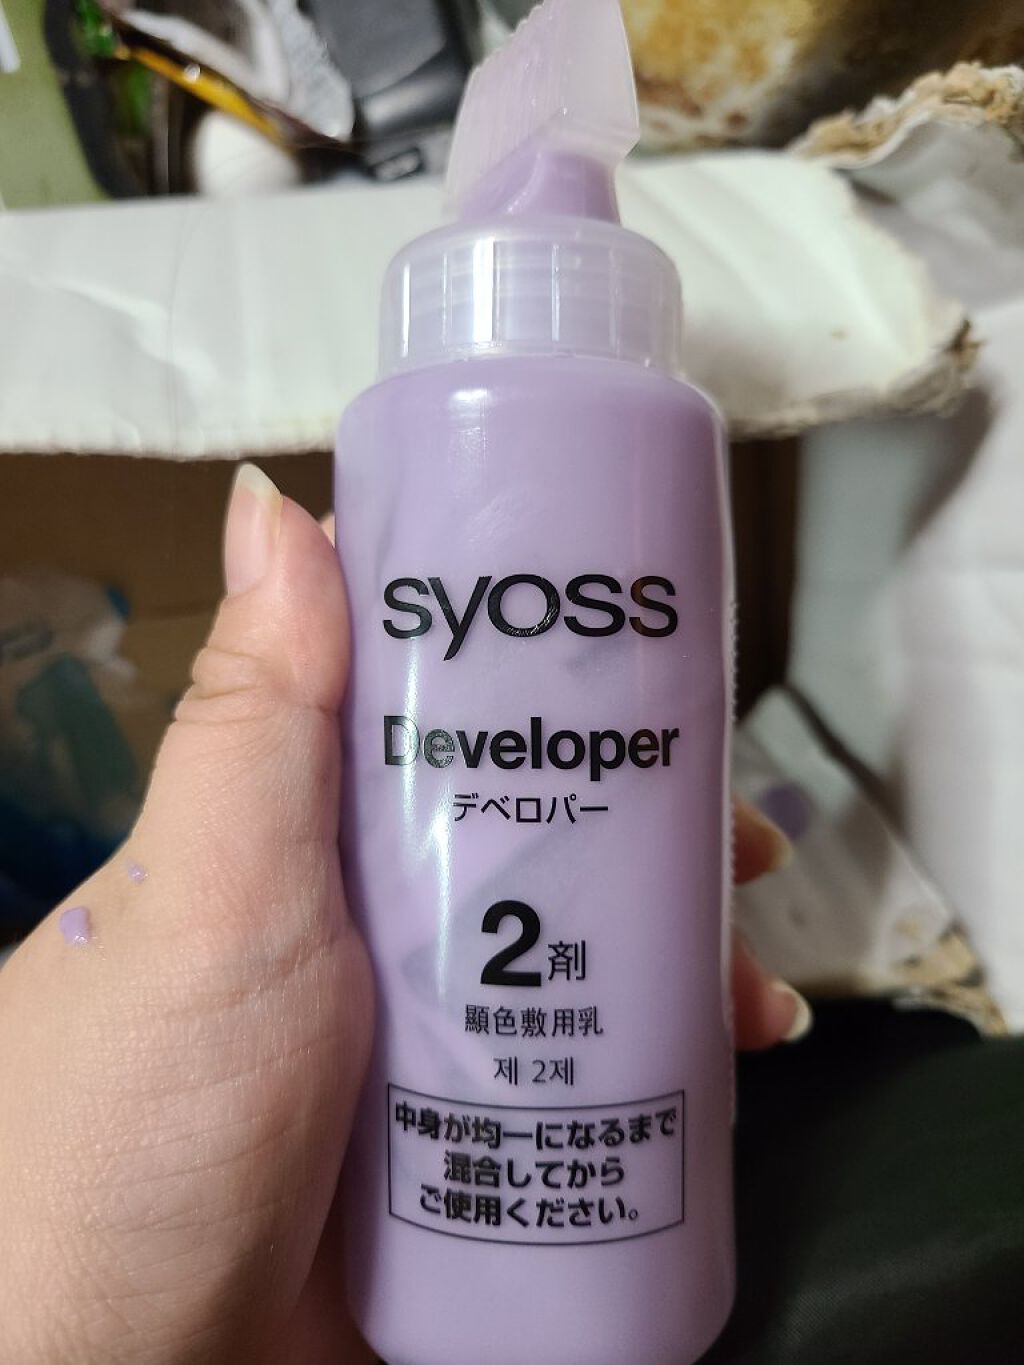 syoss
Developer
デベロパー
2剤
顯色敷用乳
제 2제
中身が均一になるまで
混合してから
ご使用ください。